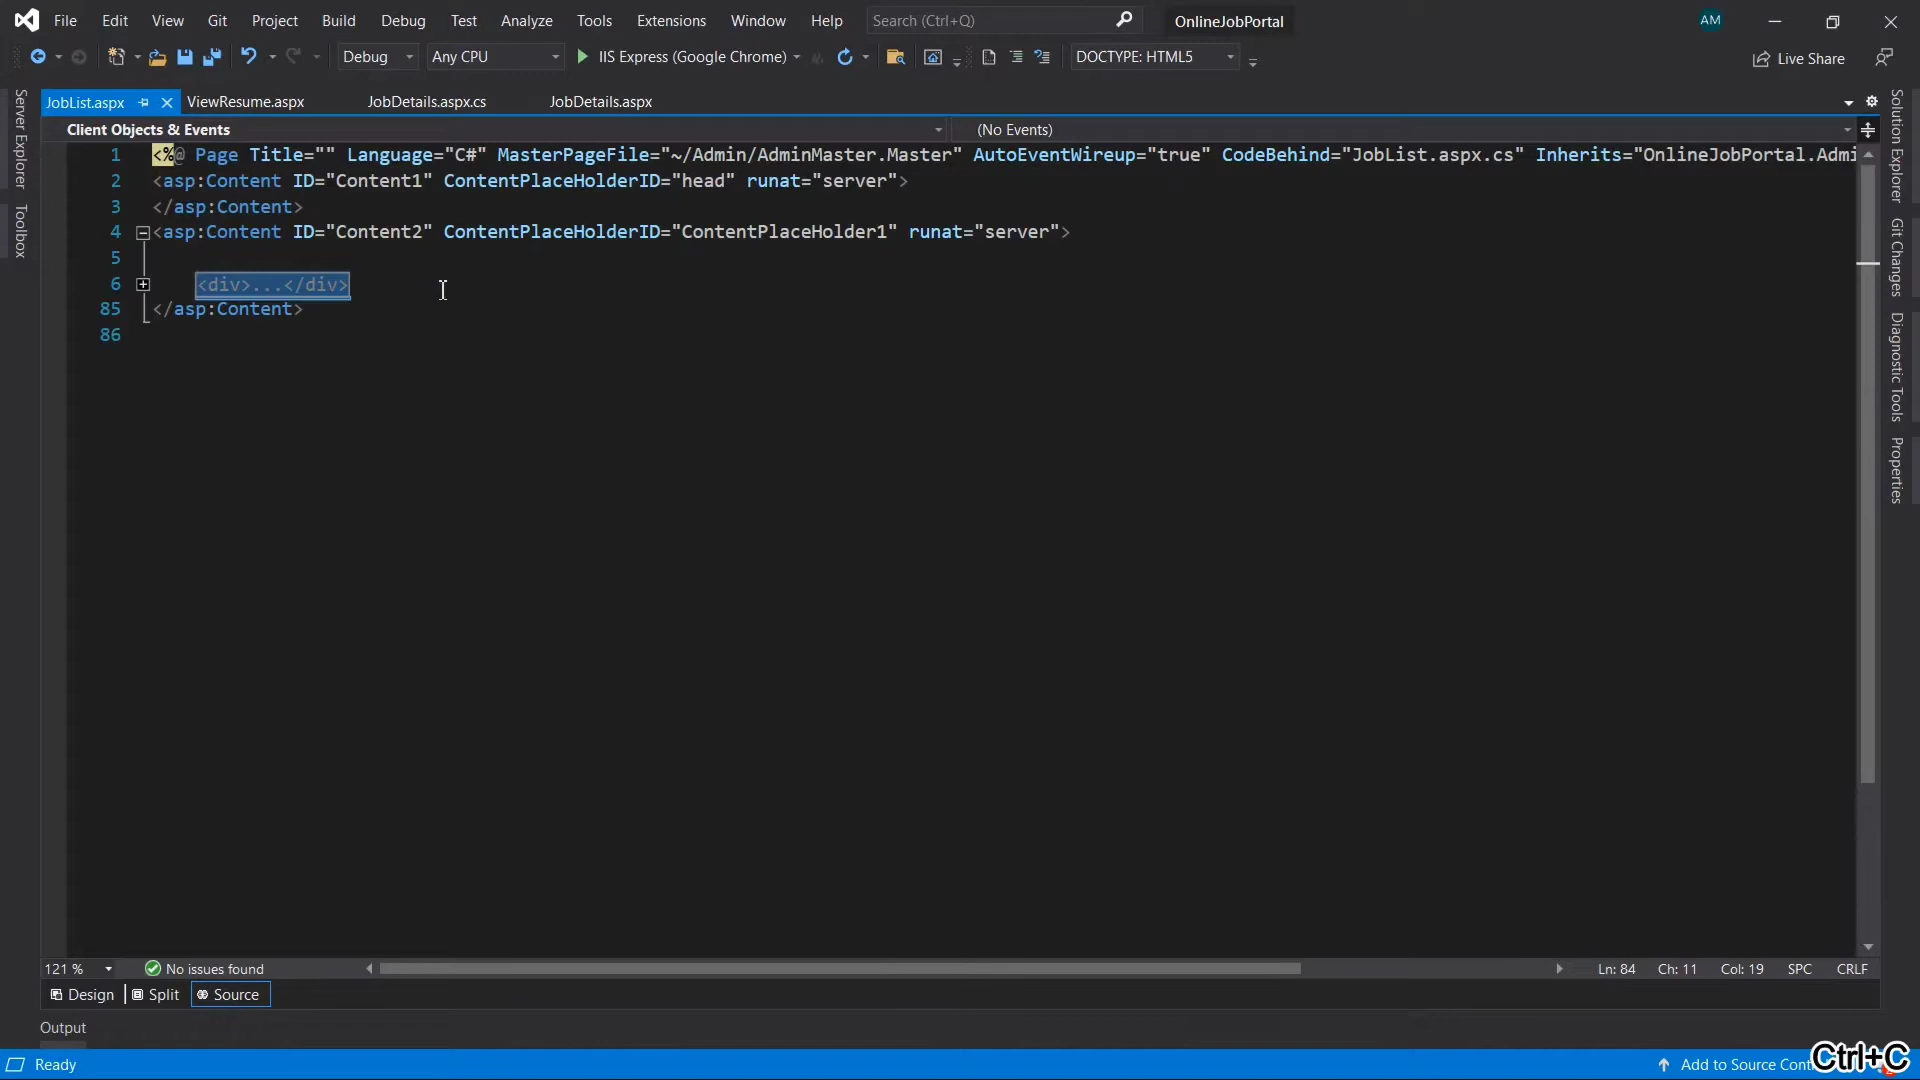 File Edit View Git Project Build Debug Test Analyze Tools Extensions Window Help Search (Ctrl+Q) OnlineJobPortal AM
Debug Any CPU IIS Express (Google Chrome) DOCTYPE: HTML5 Live Share
JobList.aspx ViewResume.aspx JobDetails.aspx.cs JobDetails.aspx
Client Objects & Events (No Events)
1 <%@ Page Title="" Language="C#" MasterPageFile="~/Admin/AdminMaster.Master" AutoEventWireup="true" CodeBehind="JobList.aspx.cs" Inherits="OnlineJobPortal.Admi
2 <asp:Content ID="Content1" ContentPlaceHolderID="head" runat="server">
3 </asp:Content>
4 <asp:Content ID="Content2" ContentPlaceHolderID="ContentPlaceHolder1" runat="server">
5
6 <div>...</div>
85 </asp:Content>
86
Server Explorer
Toolbox
Solution Explorer
Git Changes
Diagnostic Tools
Properties
121 % No issues found Ln: 84 Ch: 11 Col: 19 SPC CRLF
Design Split Source
Output
Ready Add to Source Cont
Ctrl+C